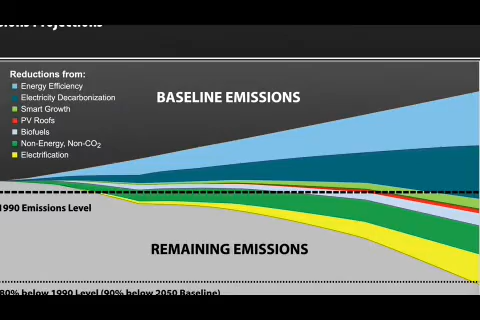 Reductions from:
Energy Efficiency
Electricity Decarbonization
Smart Growth
PV Roofs
Biofuels
Non-Energy, Non-CO2
Electrification
BASELINE EMISSIONS
1990 Emissions Level
REMAINING EMISSIONS
80% below 1990 Level (90% below 2050 Baseline)